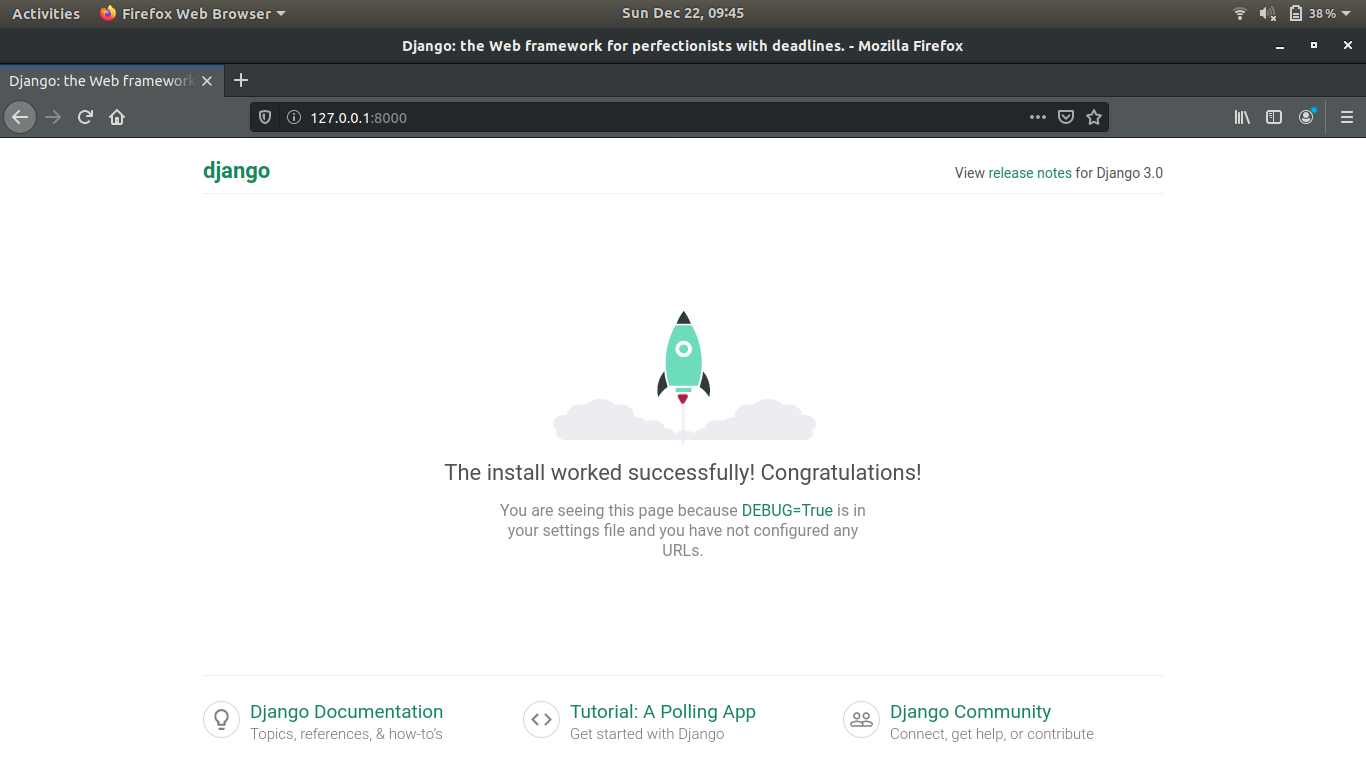 Activities Firefox Web Browser Sun Dec 22, 09:45 38%
Django: the Web framework for perfectionists with deadlines. - Mozilla Firefox
Django: the Web framework
127.0.0.1:8000
django View release notes for Django 3.0
The install worked successfully! Congratulations!
You are seeing this page because DEBUG=True is in
your settings file and you have not configured any
URLs.
Django Documentation Tutorial: A Polling App Django Community
Topics, references, & how-to's Get started with Django Connect, get help, or contribute